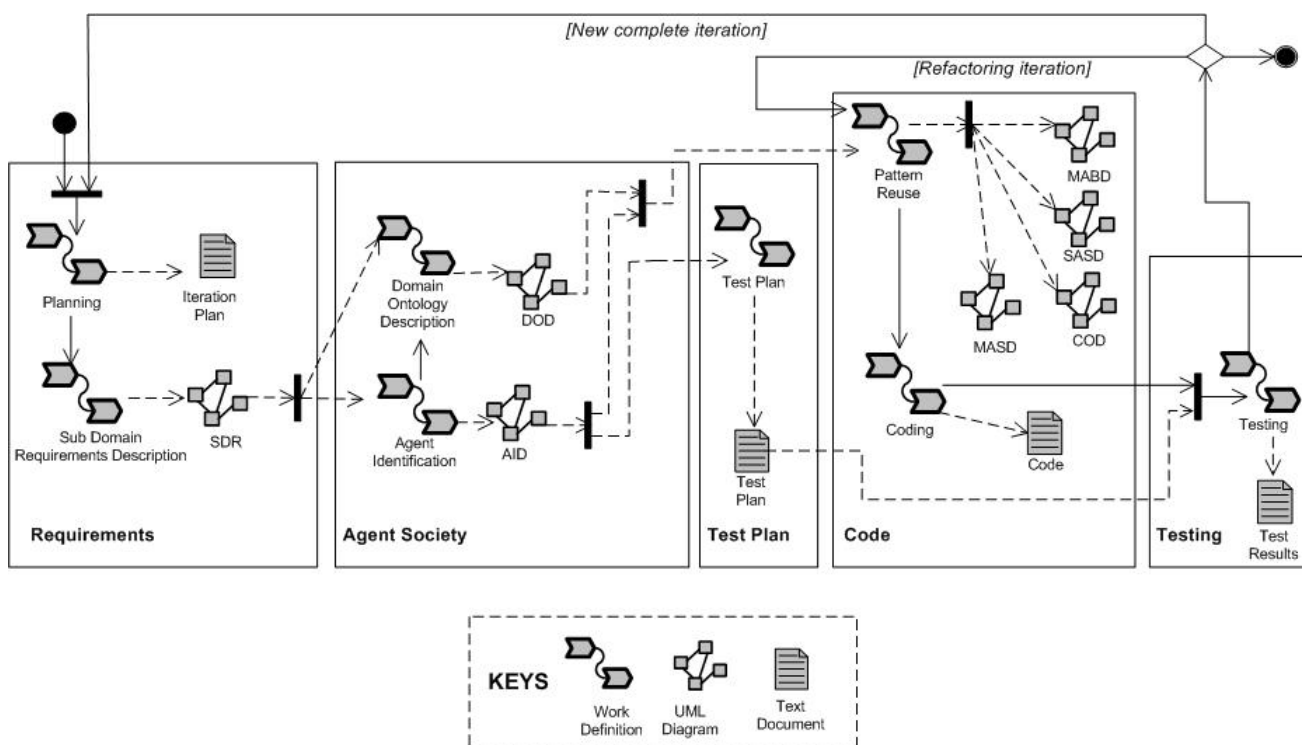 [New complete iteration]
[Refactoring iteration]
Planning
Iteration
Plan
Sub Domain
Requirements Description
SDR
Requirements
Domain
Ontology
Description
DOD
Agent
Identification
AID
Agent Society
Test Plan
Test
Plan
Test Plan
Pattern
Reuse
MABD
SASD
MASD
COD
Coding
Code
Code
Testing
Test
Results
Testing
KEYS
Work
Definition
UML
Diagram
Text
Document